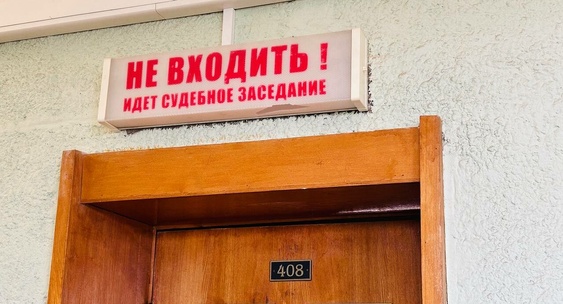 НЕ ВХОДИТЬ !
ИДЕТ СУДЕБНОЕ ЗАСЕДАНИЕ
408